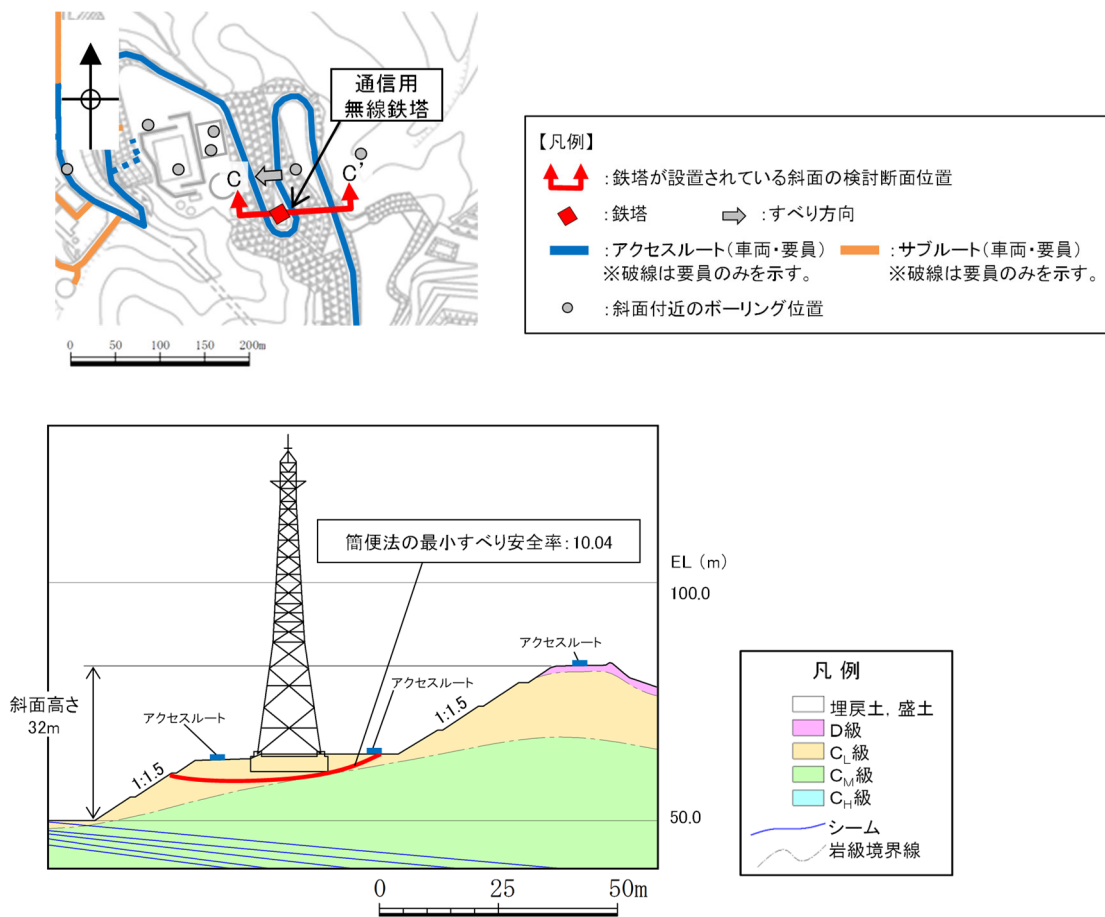 通信用
無線鉄塔
C
C'
0 50 100 150 200m
【凡例】
:鉄塔が設置されている斜面の検討断面位置
:鉄塔
:すべり方向
:アクセスルート(車両・要員)
※破線は要員のみを示す。
:サブルート(車両・要員)
※破線は要員のみを示す。
:斜面付近のボーリング位置
簡便法の最小すべり安全率:10.04
EL (m)
100.0
アクセスルート
アクセスルート
斜面高さ
32m
アクセスルート
1:1.5
1:1.5
50.0
0 25 50m
凡 例
埋戻土, 盛土
D級
CL級
CM級
CH級
シーム
岩級境界線